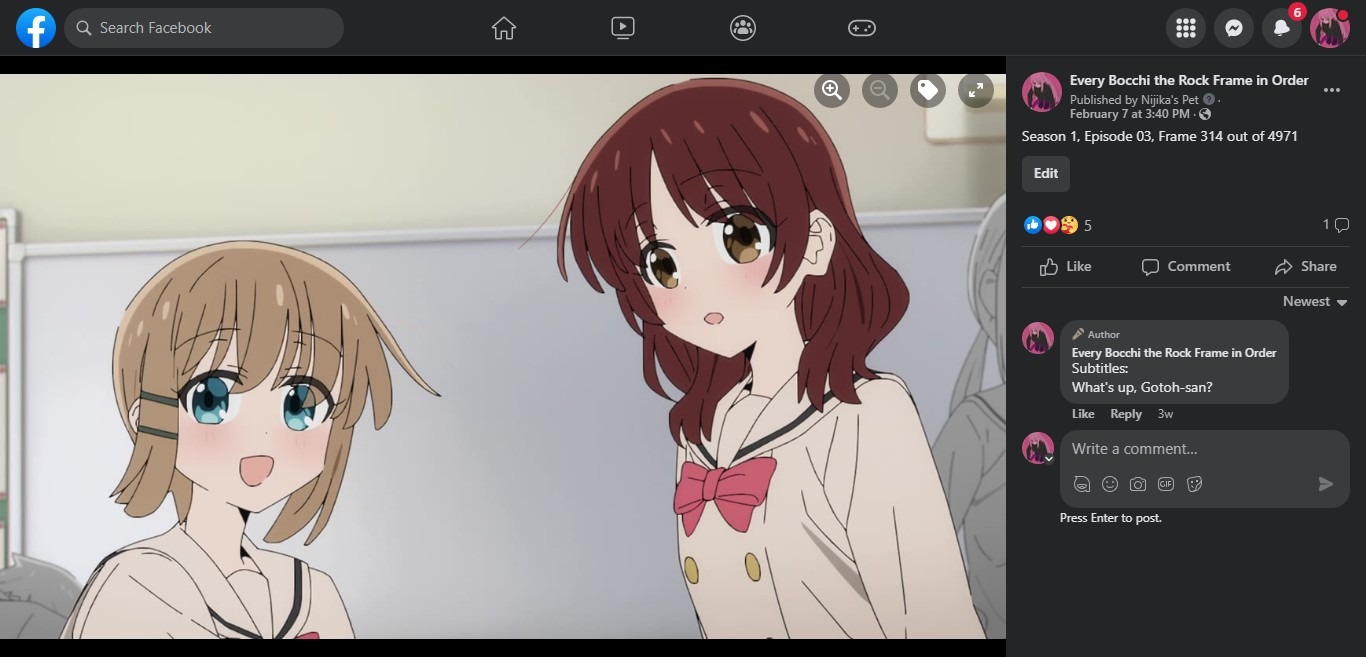 Search Facebook
6
Every Bocchi the Rock Frame in Order
Published by Nijika's Pet ·
February 7 at 3:40 PM ·
Season 1, Episode 03, Frame 314 out of 4971
Edit
5
1
Like
Comment
Share
Newest
Author
Every Bocchi the Rock Frame in Order
Subtitles:
What's up, Gotoh-san?
Like Reply 3w
Write a comment...
GIF
Press Enter to post.